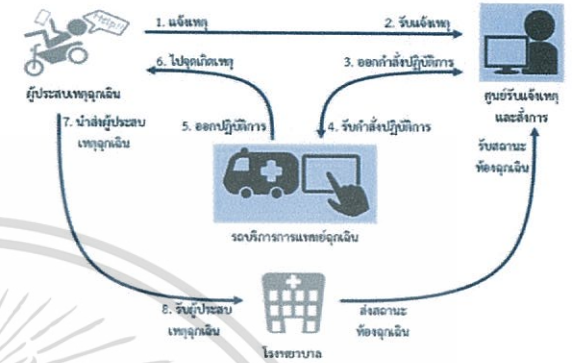 Help!!
1. แจ้งเหตุ
2. รับแจ้งเหตุ
6. ไปจุดเกิดเหตุ
3. ออกคำสั่งปฏิบัติการ
ผู้ประสบเหตุฉุกเฉิน
ศูนย์รับแจ้งเหตุ
และสั่งการ
7. นำส่งผู้ประสบ
เหตุฉุกเฉิน
5. ออกปฏิบัติการ
4. รับคำสั่งปฏิบัติการ
รับสถานะ
ห้องฉุกเฉิน
รถบริการการแพทย์ฉุกเฉิน
8. รับผู้ประสบ
เหตุฉุกเฉิน
ส่งสถานะ
ห้องฉุกเฉิน
โรงพยาบาล